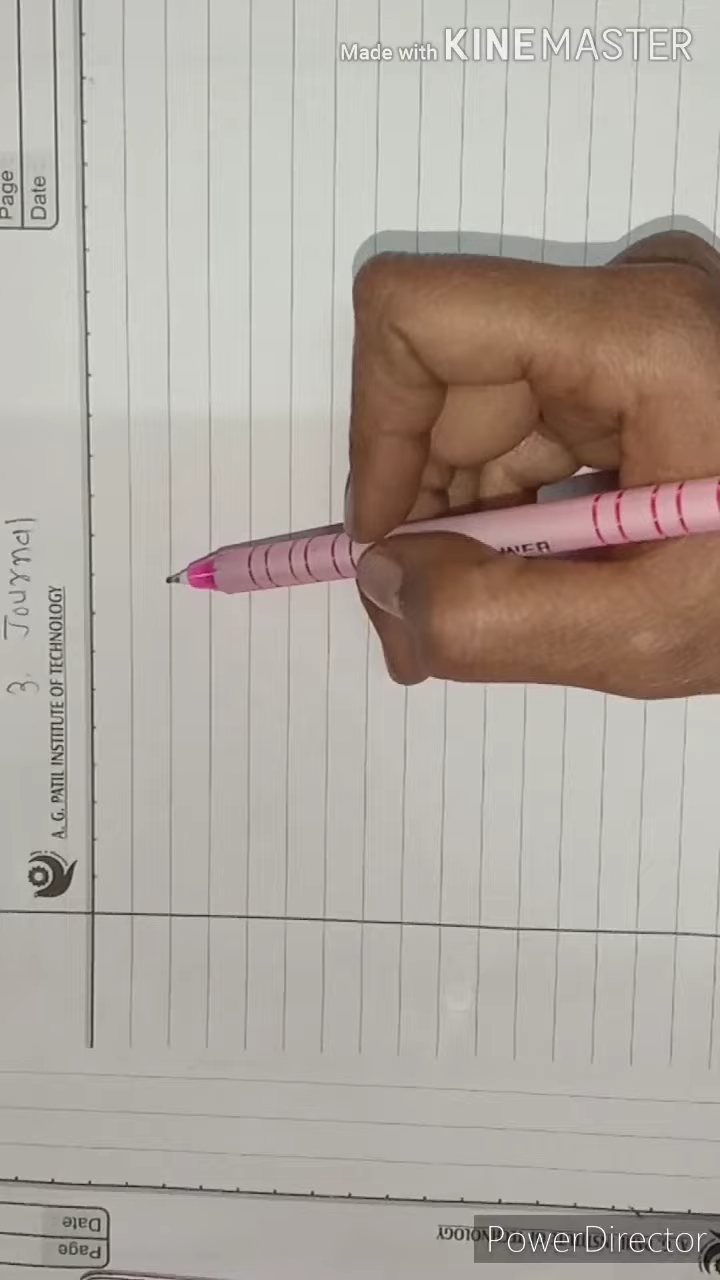 Made with KINEMASTER
Page
Date
3. Journal
A. G. PATIL INSTITUTE OF TECHNOLOGY
Date
Page
PowerDirector